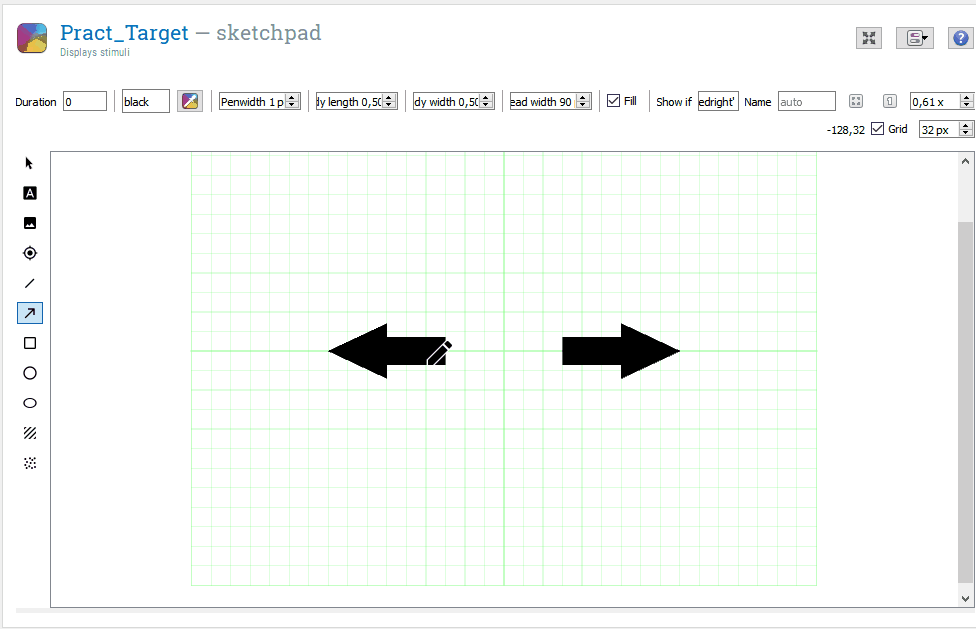 Pract_Target — sketchpad
Displays stimuli
Duration 0 black Penwidth 1 p dy length 0,50 dy width 0,50 ead width 90 Fill Show if edright' Name auto 0,61 x
-128,32 Grid 32 px
A